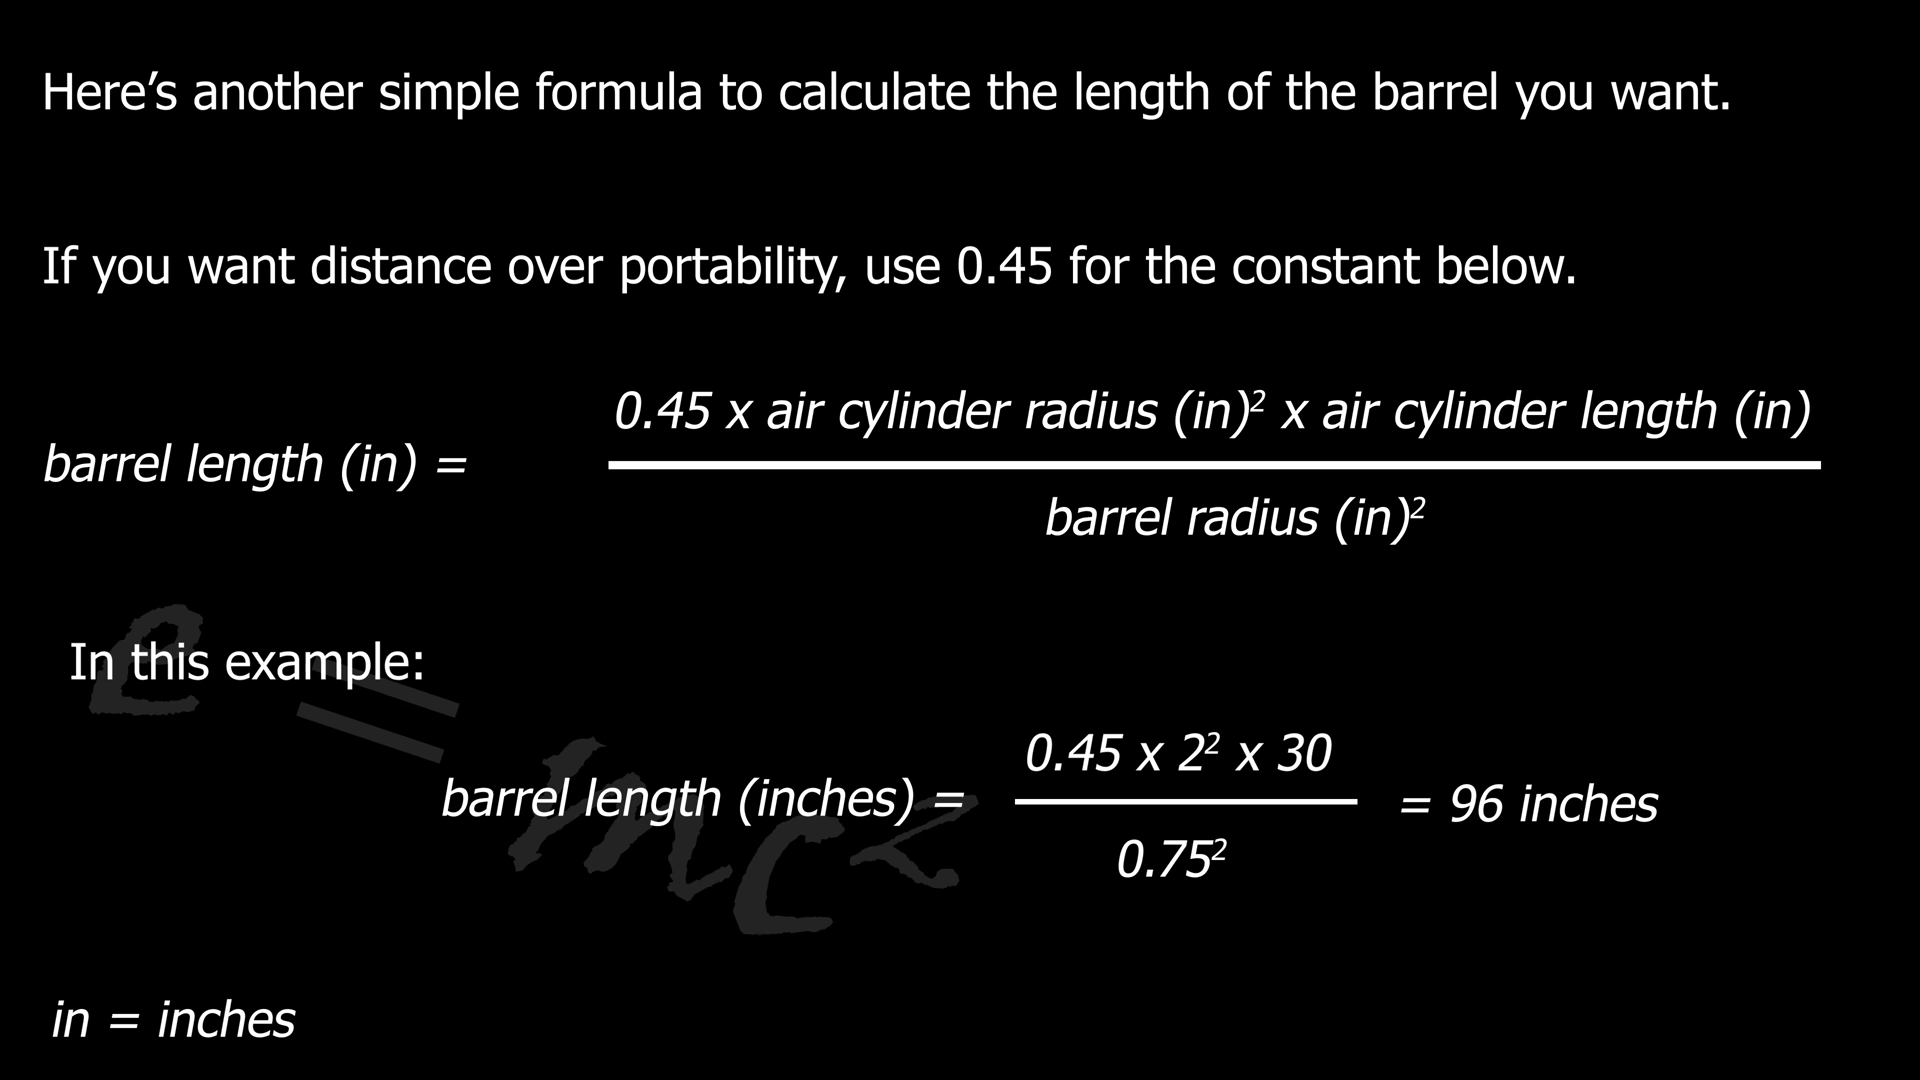 Here’s another simple formula to calculate the length of the barrel you want.
If you want distance over portability, use 0.45 for the constant below.
barrel length (in) =
0.45 x air cylinder radius (in)² x air cylinder length (in)
barrel radius (in)²
In this example:
barrel length (inches) =
0.45 x 2² x 30
0.75²
= 96 inches
e = mc²
in = inches